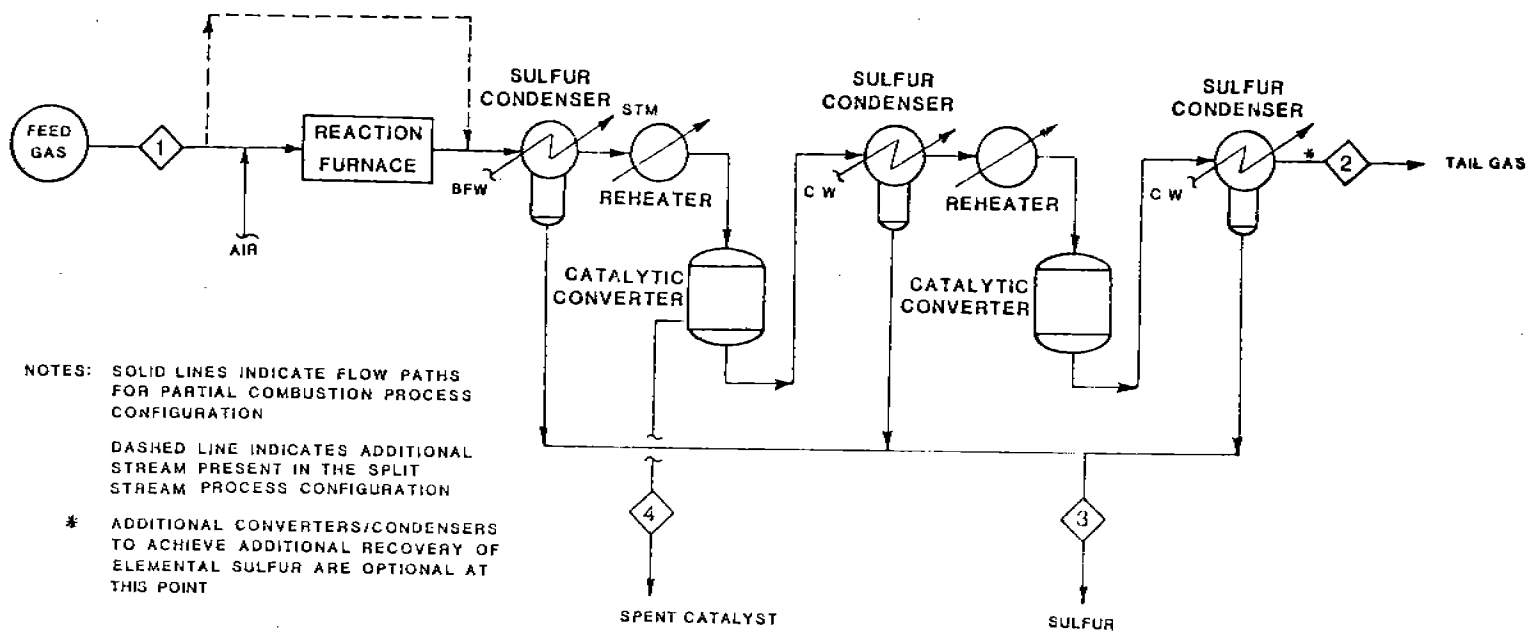 FEED
GAS
1
AIR
REACTION
FURNACE
SULFUR
CONDENSER
STM
BFW
REHEATER
CATALYTIC
CONVERTER
SULFUR
CONDENSER
C W
REHEATER
CATALYTIC
CONVERTER
SULFUR
CONDENSER
C W
*
2
TAIL GAS
NOTES: SOLID LINES INDICATE FLOW PATHS
FOR PARTIAL COMBUSTION PROCESS
CONFIGURATION
DASHED LINE INDICATES ADDITIONAL
STREAM PRESENT IN THE SPLIT
STREAM PROCESS CONFIGURATION
* ADDITIONAL CONVERTERS/CONDENSERS
TO ACHIEVE ADDITIONAL RECOVERY OF
ELEMENTAL SULFUR ARE OPTIONAL AT
THIS POINT
4
SPENT CATALYST
3
SULFUR